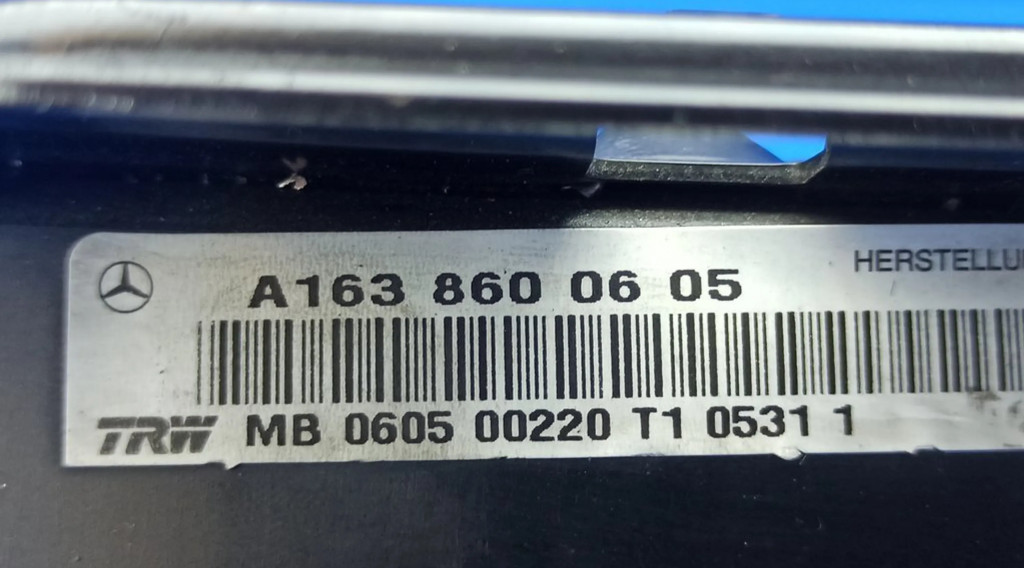 A163 860 06 05
HERSTELLU
TRW MB 0605 00220 T1 0531 1